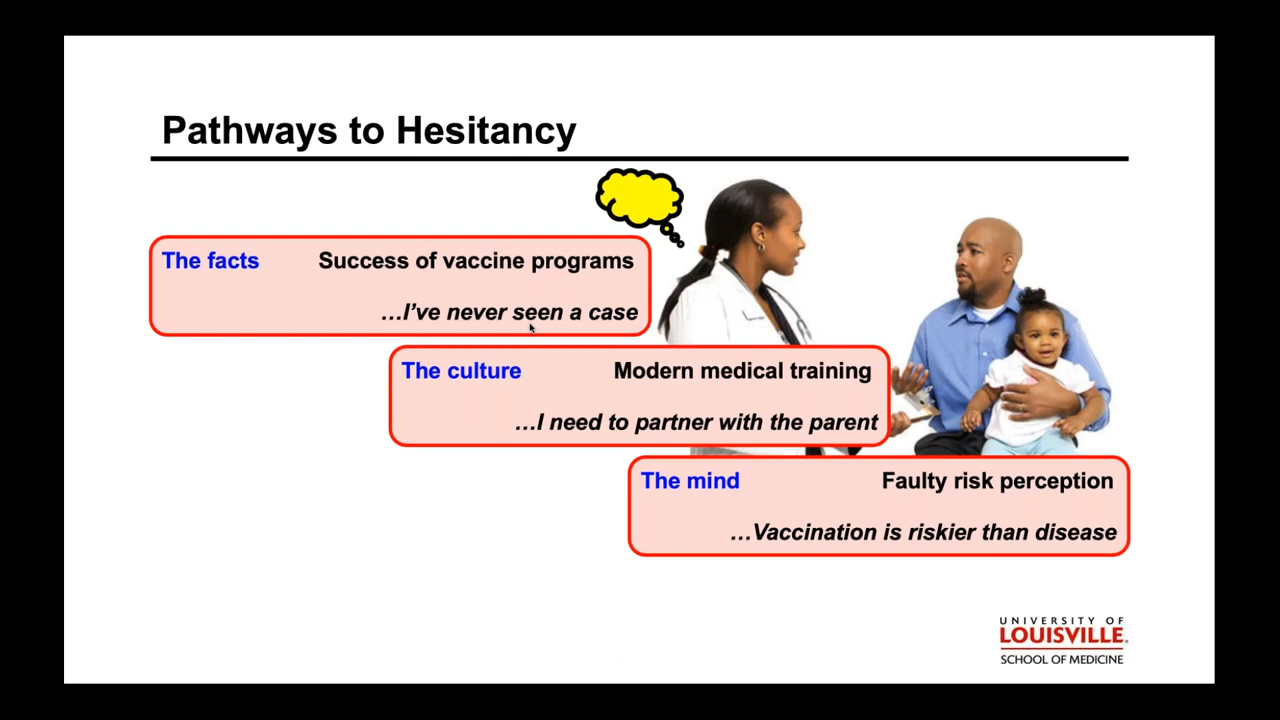 Pathways to Hesitancy
The facts Success of vaccine programs
…I’ve never seen a case
The culture Modern medical training
…I need to partner with the parent
The mind Faulty risk perception
…Vaccination is riskier than disease
UNIVERSITY OF
LOUISVILLE.
SCHOOL OF MEDICINE